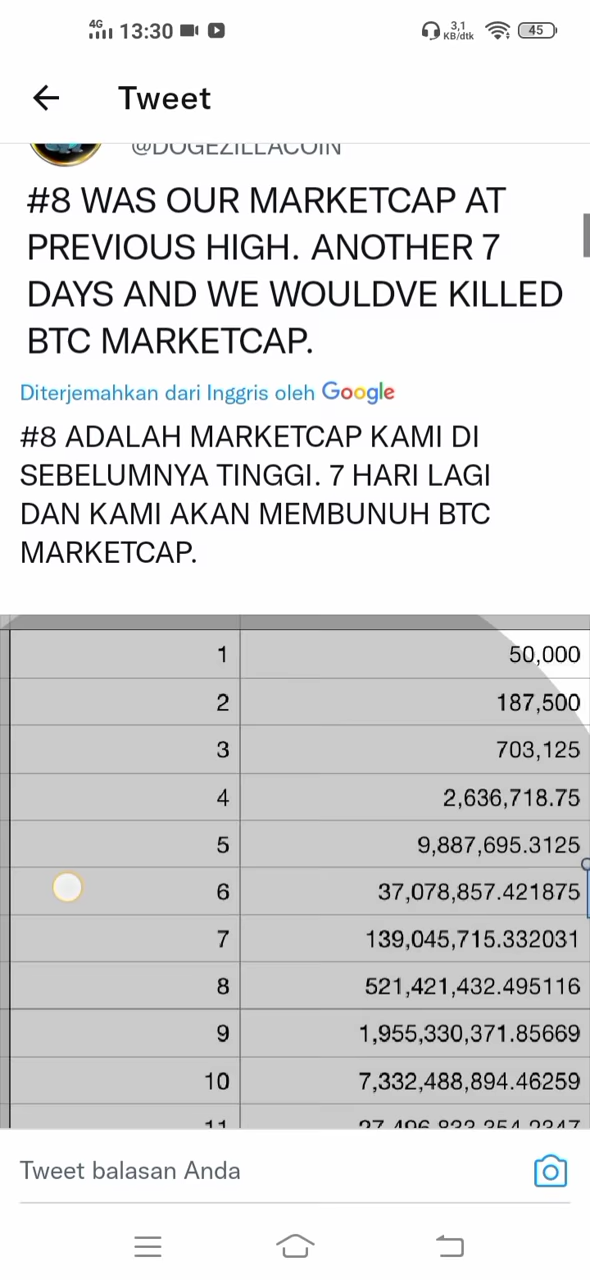 4G 13:30 3,1 KB/dtk 45
Tweet
@DOGEZILLACOIN
#8 WAS OUR MARKETCAP AT
PREVIOUS HIGH. ANOTHER 7
DAYS AND WE WOULDVE KILLED
BTC MARKETCAP.
Diterjemahkan dari Inggris oleh Google
#8 ADALAH MARKETCAP KAMI DI
SEBELUMNYA TINGGI. 7 HARI LAGI
DAN KAMI AKAN MEMBUNUH BTC
MARKETCAP.
1 50,000
2 187,500
3 703,125
4 2,636,718.75
5 9,887,695.3125
6 37,078,857.421875
7 139,045,715.332031
8 521,421,432.495116
9 1,955,330,371.85669
10 7,332,488,894.46259
11
Tweet balasan Anda